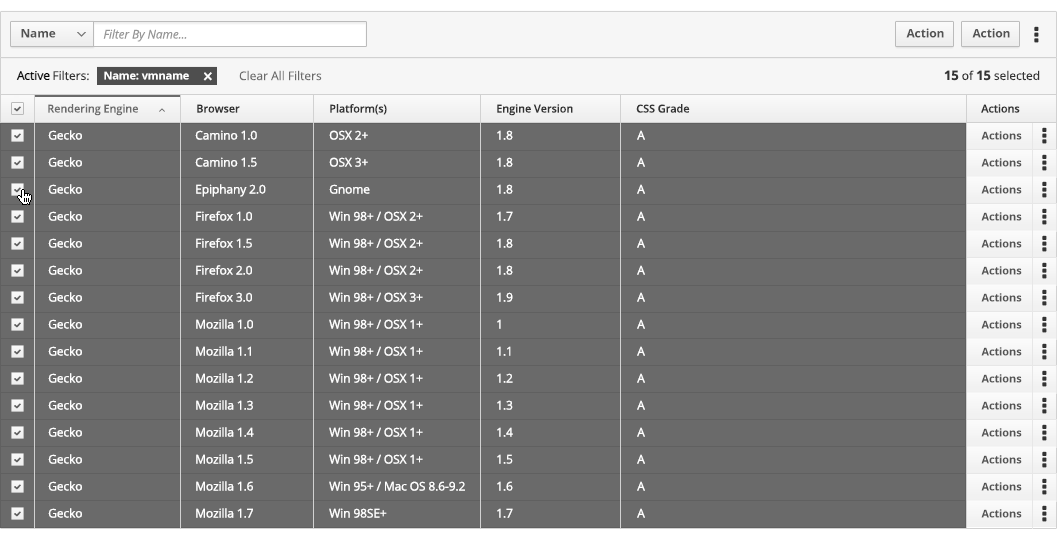 Name Filter By Name... Action Action
Active Filters: Name: vmname Clear All Filters 15 of 15 selected
Rendering Engine Browser Platform(s) Engine Version CSS Grade Actions
Gecko Camino 1.0 OSX 2+ 1.8 A Actions
Gecko Camino 1.5 OSX 3+ 1.8 A Actions
Gecko Epiphany 2.0 Gnome 1.8 A Actions
Gecko Firefox 1.0 Win 98+ / OSX 2+ 1.7 A Actions
Gecko Firefox 1.5 Win 98+ / OSX 2+ 1.8 A Actions
Gecko Firefox 2.0 Win 98+ / OSX 2+ 1.8 A Actions
Gecko Firefox 3.0 Win 98+ / OSX 3+ 1.9 A Actions
Gecko Mozilla 1.0 Win 98+ / OSX 1+ 1 A Actions
Gecko Mozilla 1.1 Win 98+ / OSX 1+ 1.1 A Actions
Gecko Mozilla 1.2 Win 98+ / OSX 1+ 1.2 A Actions
Gecko Mozilla 1.3 Win 98+ / OSX 1+ 1.3 A Actions
Gecko Mozilla 1.4 Win 98+ / OSX 1+ 1.4 A Actions
Gecko Mozilla 1.5 Win 98+ / OSX 1+ 1.5 A Actions
Gecko Mozilla 1.6 Win 95+ / Mac OS 8.6-9.2 1.6 A Actions
Gecko Mozilla 1.7 Win 98SE+ 1.7 A Actions